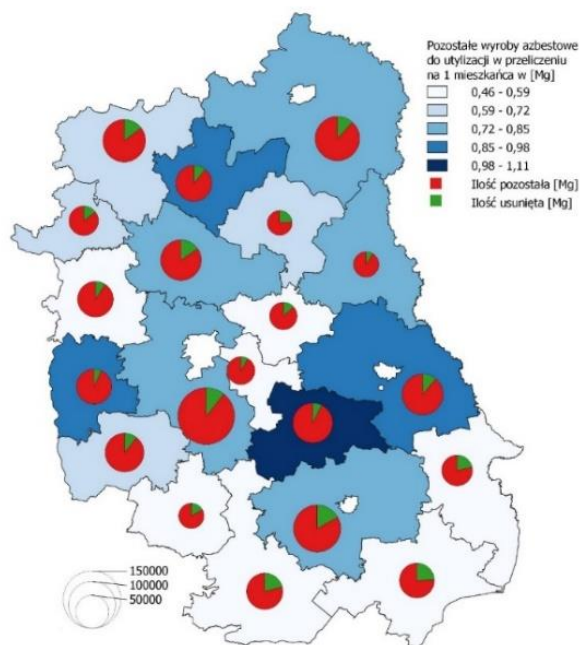 Pozostałe wyroby azbestowe
do utylizacji w przeliczeniu
na 1 mieszkańca w [Mg]
0,46 - 0,59
0,59 - 0,72
0,72 - 0,85
0,85 - 0,98
0,98 - 1,11
Ilość pozostała [Mg]
Ilość usunięta [Mg]
150000
100000
50000